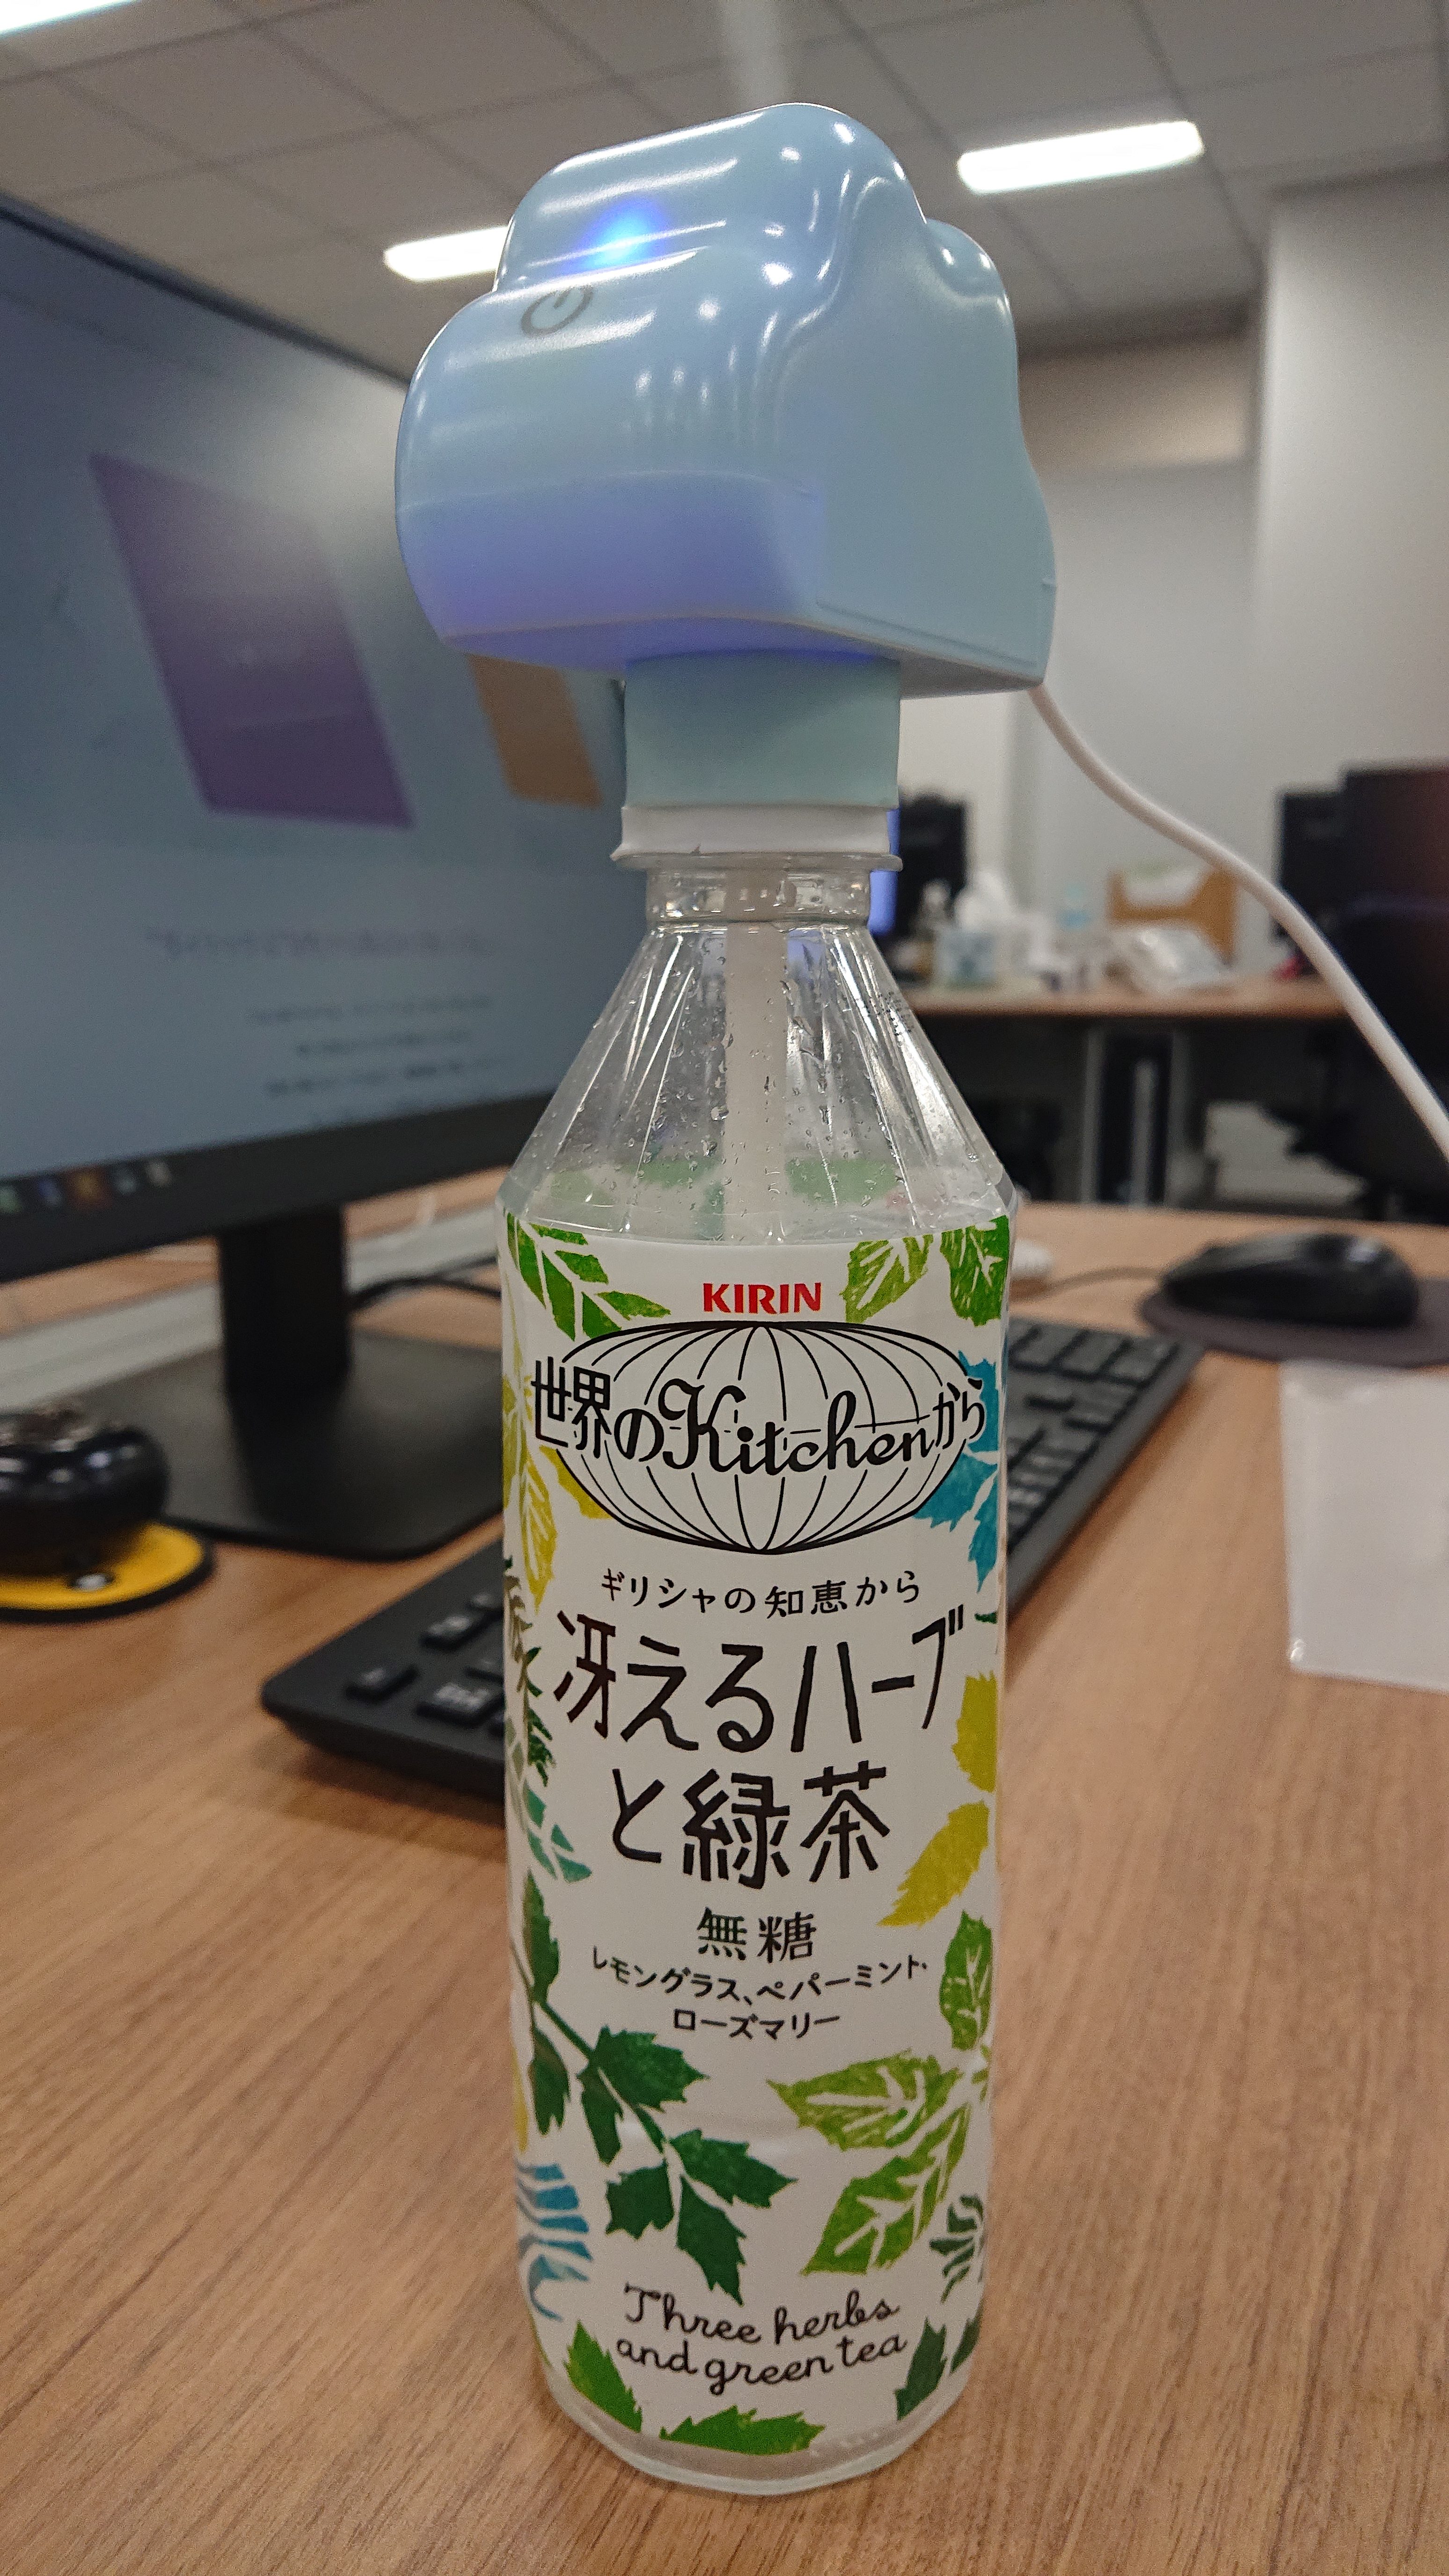 KIRIN
世界のKitchenから
ギリシャの知恵から
冴えるハーブ
と緑茶
無糖
レモングラス、ペパーミント・
ローズマリー
Three herbs
and green tea